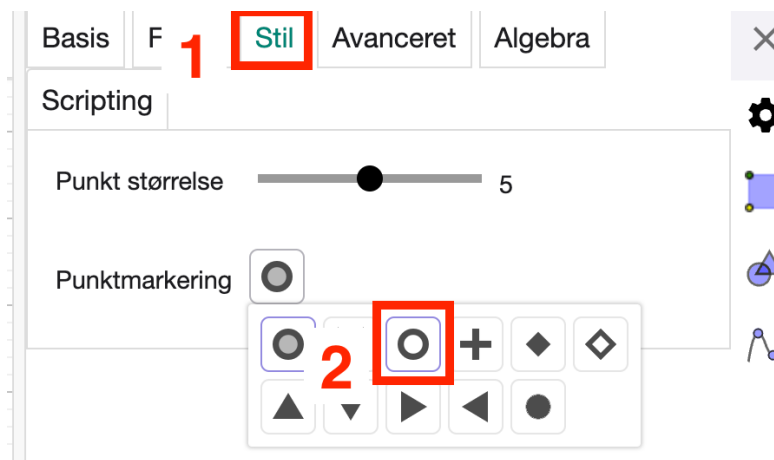 Basis F 1 Stil Avanceret Algebra
Scripting
Punkt størrelse 5
Punktmarkering
2